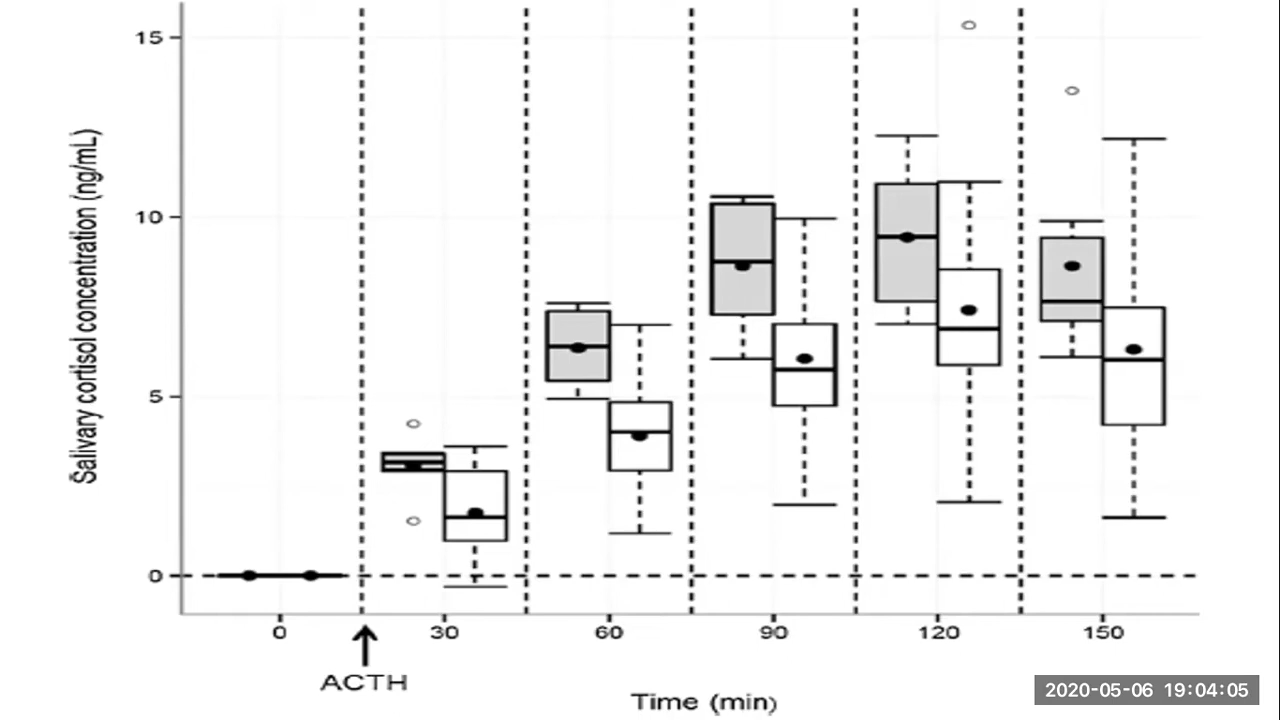 15
10
5
0
Salivary cortisol concentration (ng/mL)
0 30 60 90 120 150
ACTH
Time (min)
2020-05-06 19:04:05